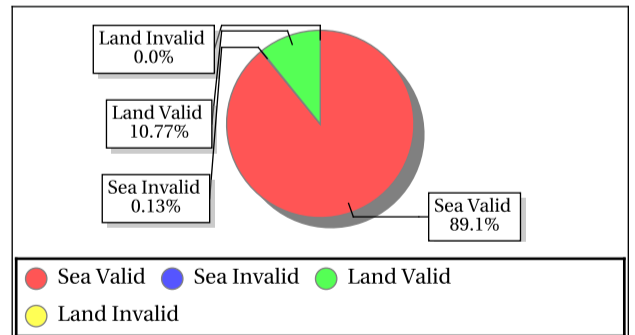 Land Invalid
0.0%
Land Valid
10.77%
Sea Invalid
0.13%
Sea Valid
89.1%
Sea Valid Sea Invalid Land Valid
Land Invalid